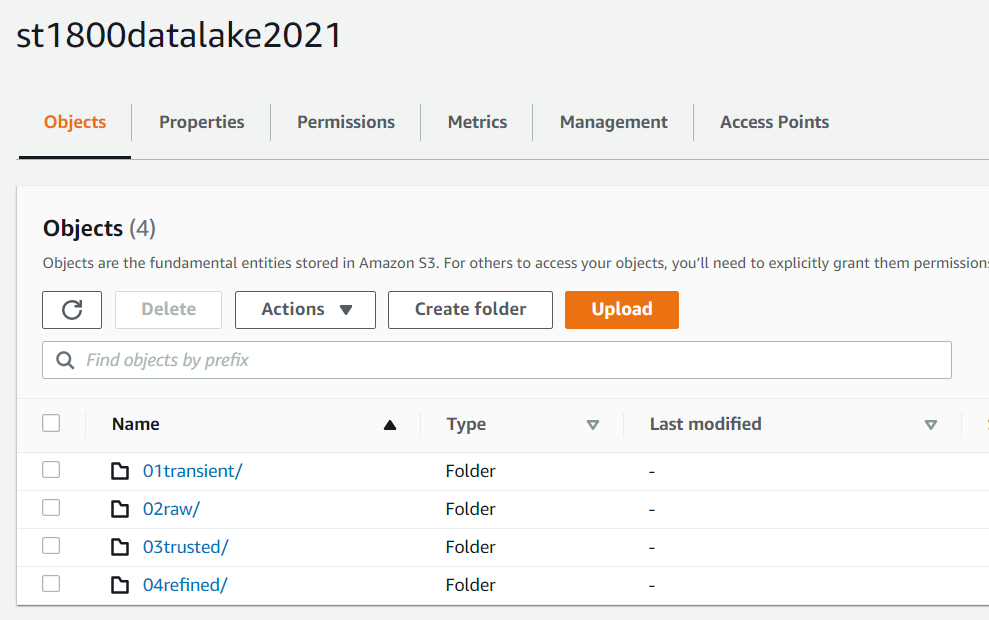 st1800datalake2021
Objects Properties Permissions Metrics Management Access Points
Objects (4)
Objects are the fundamental entities stored in Amazon S3. For others to access your objects, you'll need to explicitly grant them permissions
Delete Actions Create folder Upload
Find objects by prefix
Name Type Last modified
01transient/ Folder -
02raw/ Folder -
03trusted/ Folder -
04refined/ Folder -